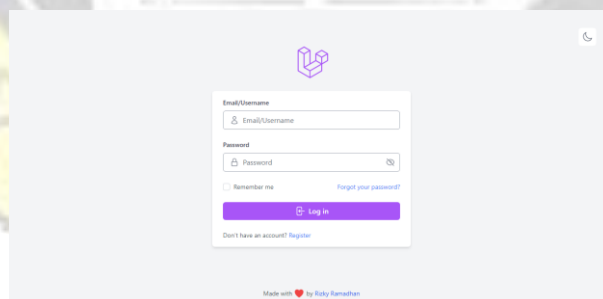 Email/Username
Email/Username
Password
Password
Remember me Forgot your password?
Log in
Don't have an account? Register
Made with ❤️ by Rizky Ramadhan